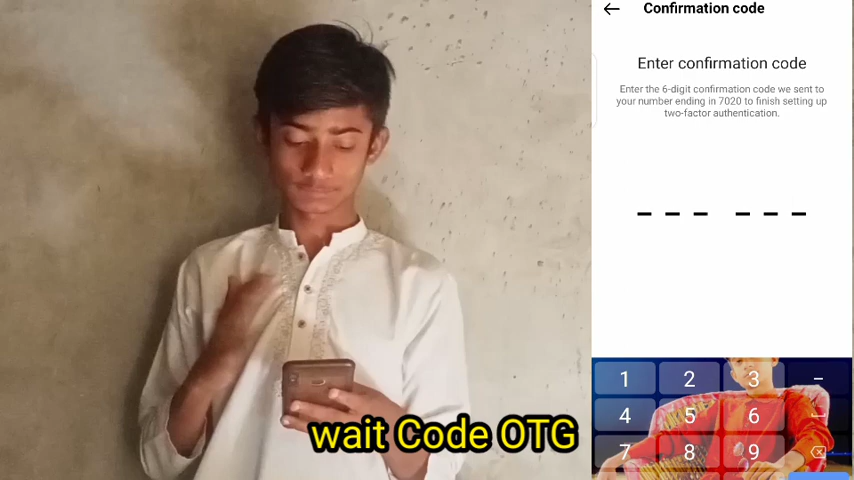 Confirmation code
Enter confirmation code
Enter the 6-digit confirmation code we sent to
your number ending in 7020 to finish setting up
two-factor authentication.
1 2 3 –
4 5 6
7 8 9
wait Code OTG